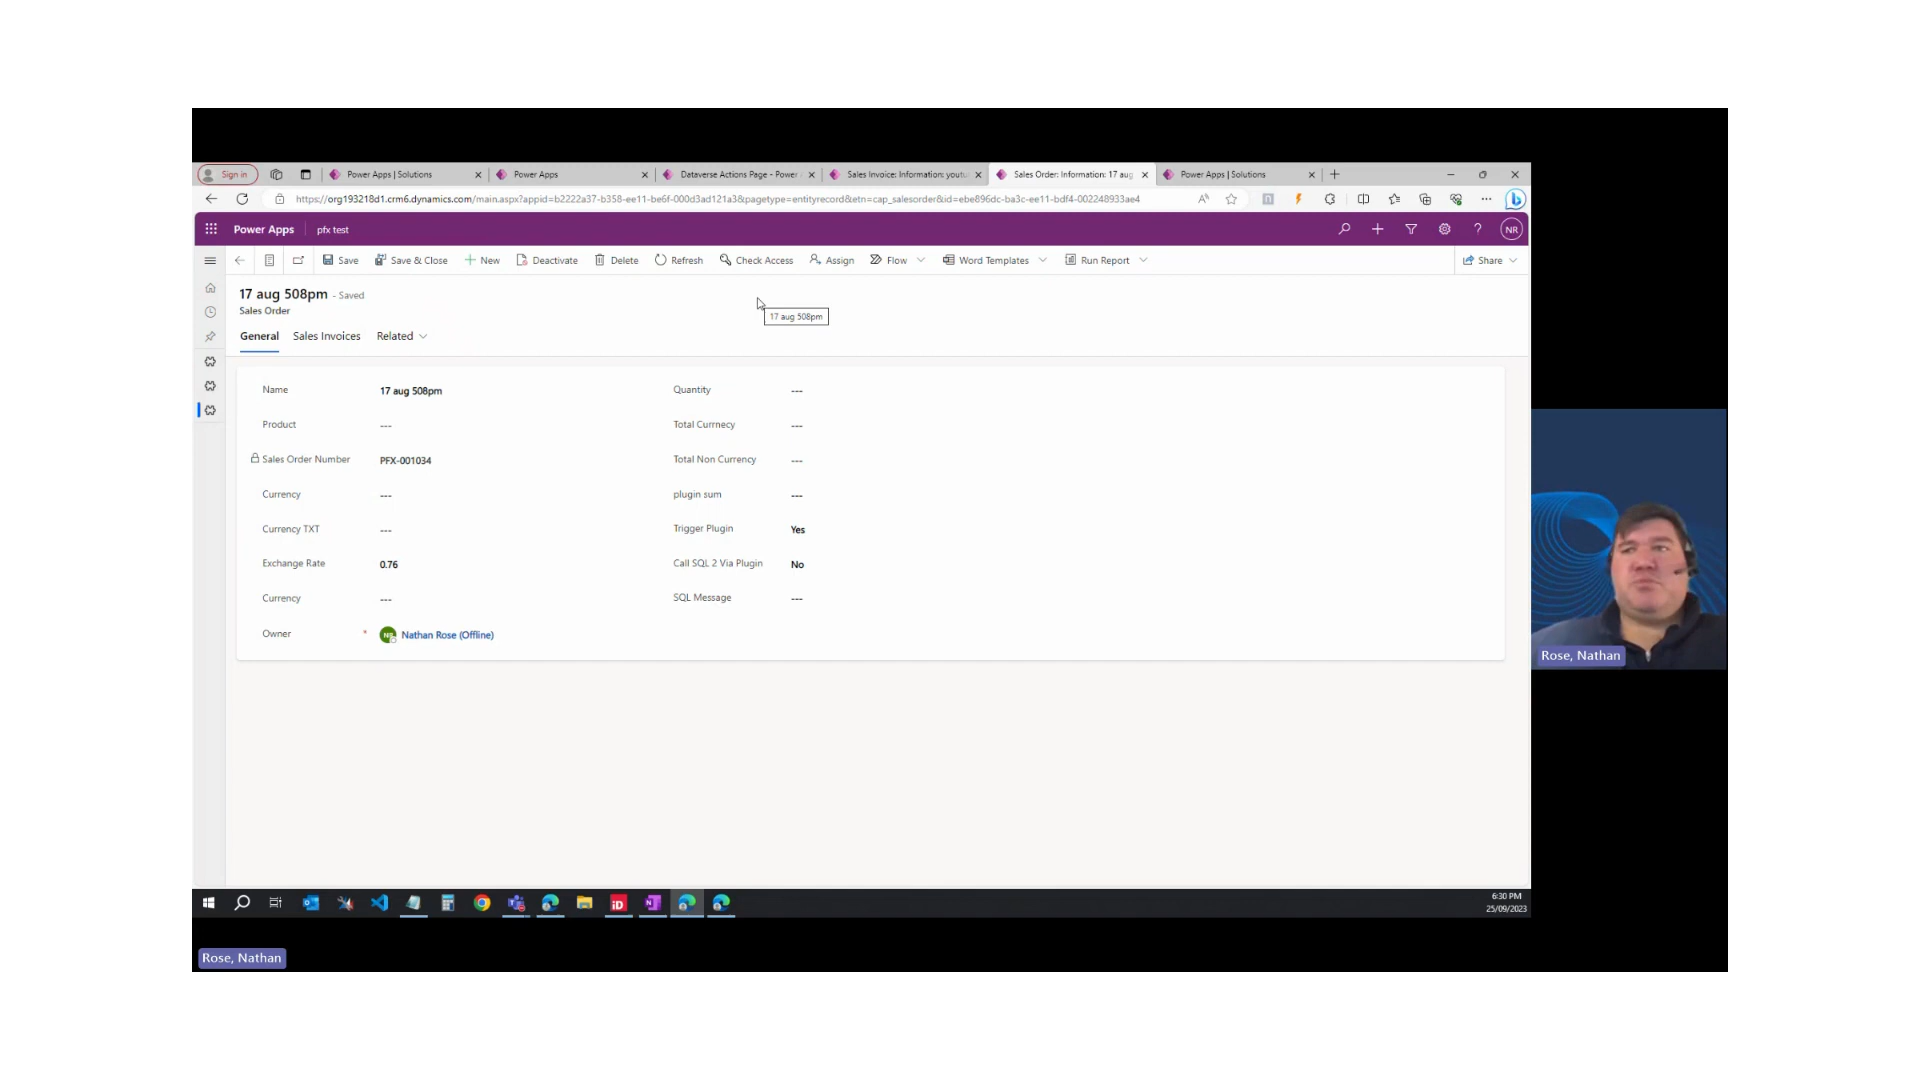 Sign in
Power Apps | Solutions
Power Apps
Dataverse Actions Page - Power
Sales Invoice: Information: youtu
Sales Order: Information: 17 aug
Power Apps | Solutions
https://org193218d1.crm6.dynamics.com/main.aspx?appid=b2222a37-b358-ee11-be6f-000d3ad121a3&pagetype=entityrecord&etn=cap_salesorder&id=ebe896dc-ba3c-ee11-bdf4-002248933ae4
Power Apps pfx test
NR
Save Save & Close New Deactivate Delete Refresh Check Access Assign Flow Word Templates Run Report Share
17 aug 508pm - Saved
Sales Order
17 aug 508pm
General Sales Invoices Related
Name 17 aug 508pm Quantity ---
Product --- Total Currnecy ---
Sales Order Number PFX-001034 Total Non Currency ---
Currency --- plugin sum ---
Currency TXT --- Trigger Plugin Yes
Exchange Rate 0.76 Call SQL 2 Via Plugin No
Currency --- SQL Message ---
Owner * NR Nathan Rose (Offline)
Rose, Nathan
6:30 PM
25/09/2023
Rose, Nathan